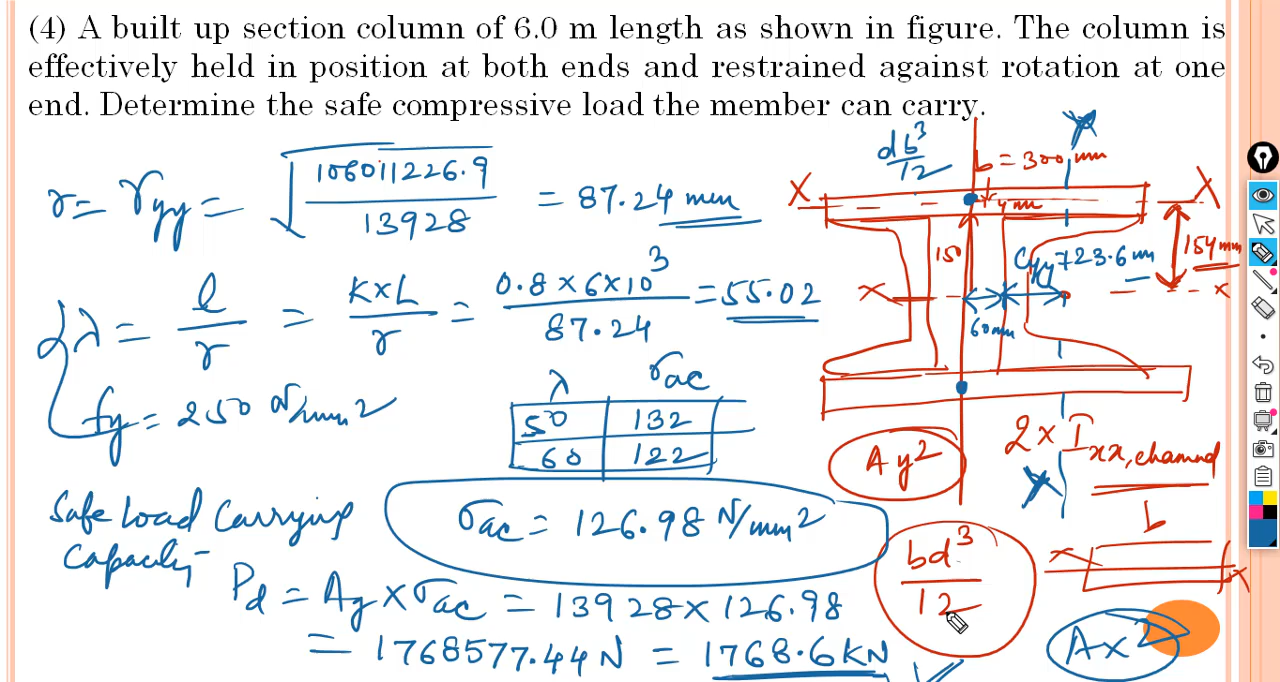 (4) A built up section column of 6.0 m length as shown in figure. The column is
effectively held in position at both ends and restrained against rotation at one
end. Determine the safe compressive load the member can carry.
r = ryy = √(106011226.9 / 13928) = 87.24 mm
λ = l/r = K×L/r = 0.8×6×10³ / 87.24 = 55.02
fy = 250 N/mm2
λ σac
50 132
60 122
σac = 126.98 N/mm2
Safe Load Carrying
Capacity
Pd = Ag × σac = 13928 × 126.98
= 1768577.44 N = 1768.6 KN
db³/12
b = 300 mm
X X
4 mm
150
Cyy 23.6 mm
154 mm
X x
60 mm
Ay²
2 × Ixx, channel
bd³/12
b
x x
Ax²